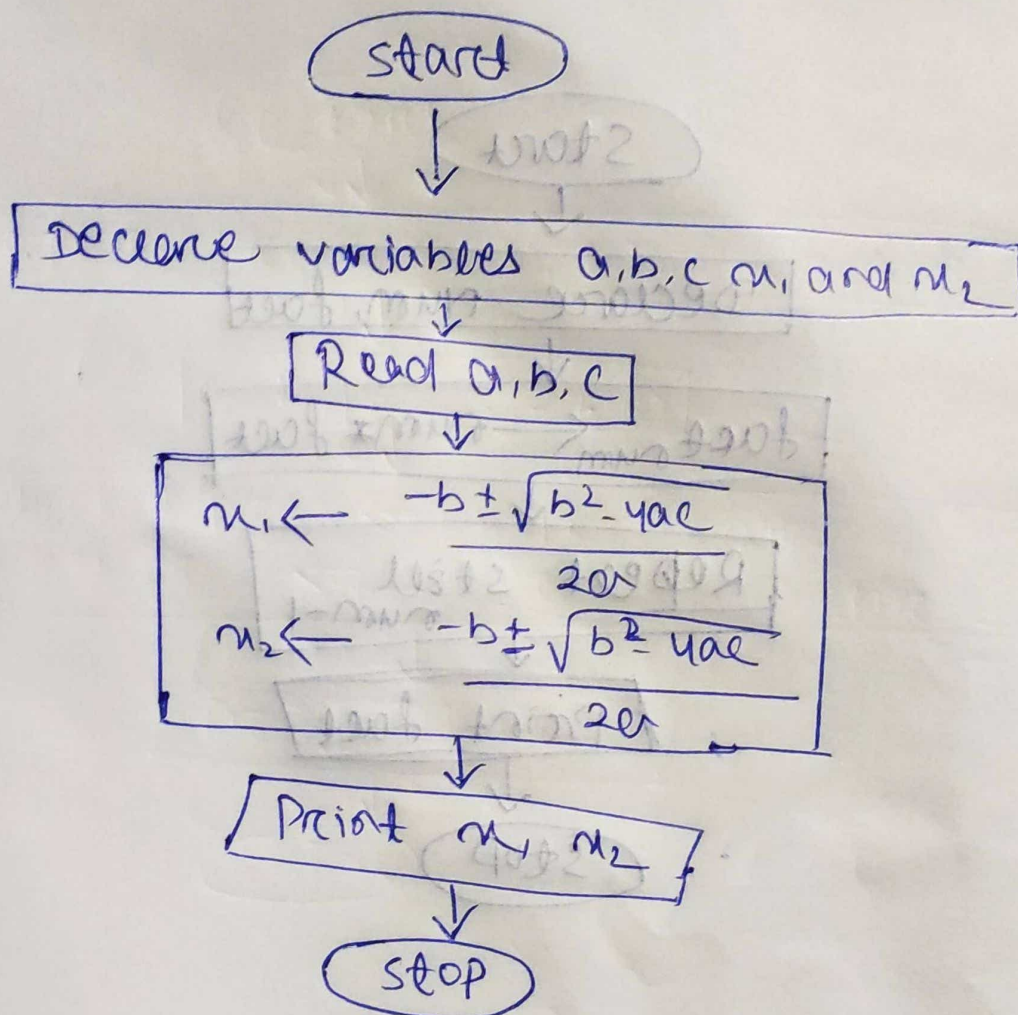 start
Declare variables a, b, c x₁ and x₂
Read a, b, c
x₁ ← -b ± √(b² - 4ac) / 2a
x₂ ← -b ± √(b² - 4ac) / 2a
Print x₁ x₂
stop